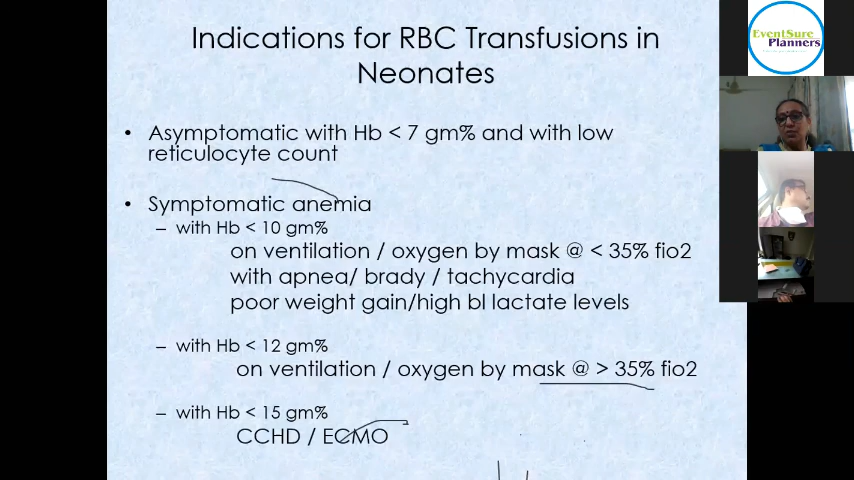 Indications for RBC Transfusions in
Neonates
• Asymptomatic with Hb < 7 gm% and with low
reticulocyte count
• Symptomatic anemia
– with Hb < 10 gm%
on ventilation / oxygen by mask @ < 35% fio2
with apnea/ brady / tachycardia
poor weight gain/high bl lactate levels
– with Hb < 12 gm%
on ventilation / oxygen by mask @ > 35% fio2
– with Hb < 15 gm%
CCHD / ECMO
EventSure
Planners